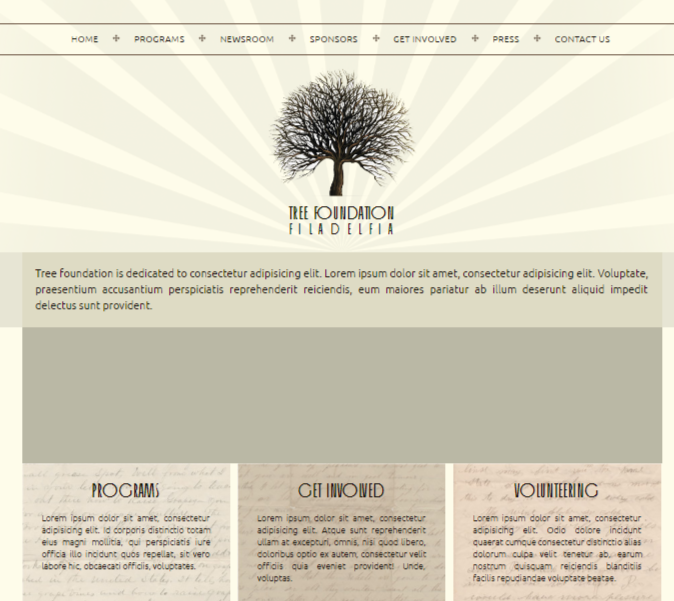 HOME PROGRAMS NEWSROOM SPONSORS GET INVOLVED PRESS CONTACT US
TREE FOUNDATION
FILADELFIA
Tree foundation is dedicated to consectetur adipisicing elit. Lorem ipsum dolor sit amet, consectetur adipisicing elit. Voluptate,
praesentium accusantium perspiciatis reprehenderit reiciendis, eum maiores pariatur ab illum deserunt aliquid impedit
delectus sunt provident.
PROGRAMS
Lorem ipsum dolor sit amet, consectetur
adipisicing elit. Id corporis distinctio totam
eius magni mollitia, qui perspiciatis iure
officia illo incidunt quos repellat, sit vero
labore hic, obcaecati officiis, voluptates.
GET INVOLVED
Lorem ipsum dolor sit amet, consectetur
adipisicing elit. Atque sunt reprehenderit
ullam at excepturi, omnis, nisi quod libero,
doloribus optio ex autem, consectetur velit
officiis quia eveniet provident! Unde,
voluptas.
VOLUNTEERING
Lorem ipsum dolor sit amet, consectetur
adipisicing elit. Odio dolore incidunt
quaerat cumque consectetur distinctio alias
dolorum culpa velit tenetur ab, earum
nostrum quisquam reiciendis blanditiis
facilis repudiandae voluptate beatae.